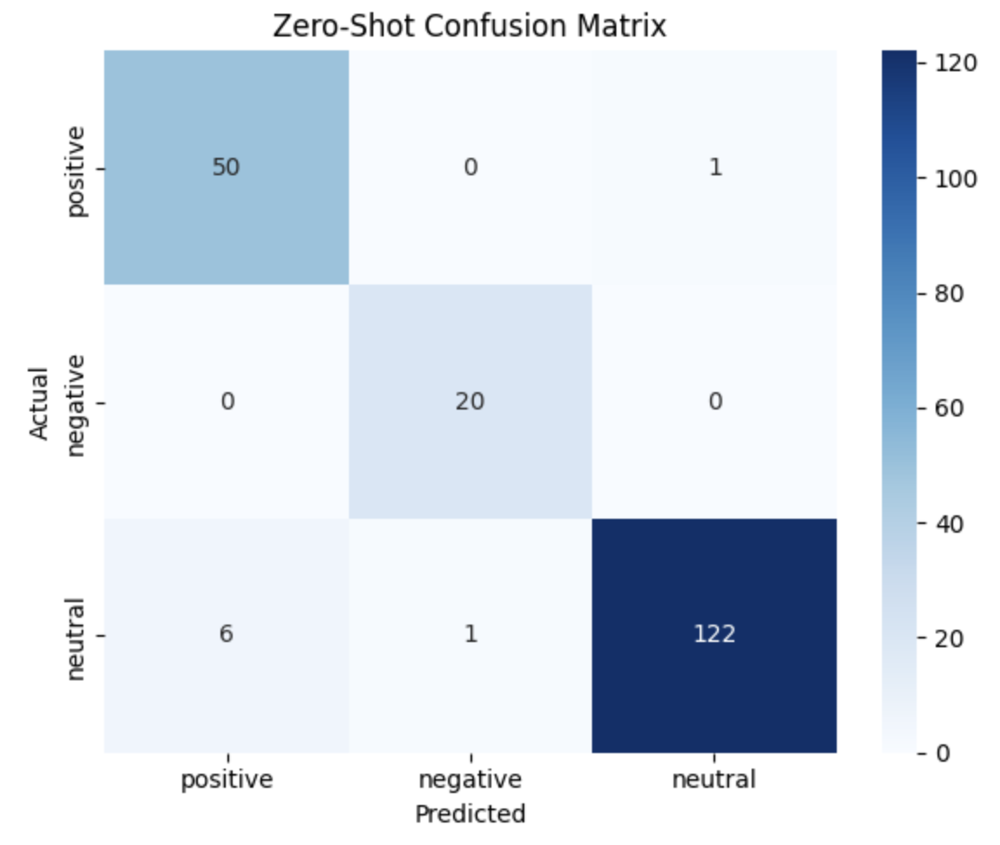 Zero-Shot Confusion Matrix
positive
50
0
1
Actual
negative
0
20
0
neutral
6
1
122
positive
negative
neutral
Predicted
120
100
80
60
40
20
0